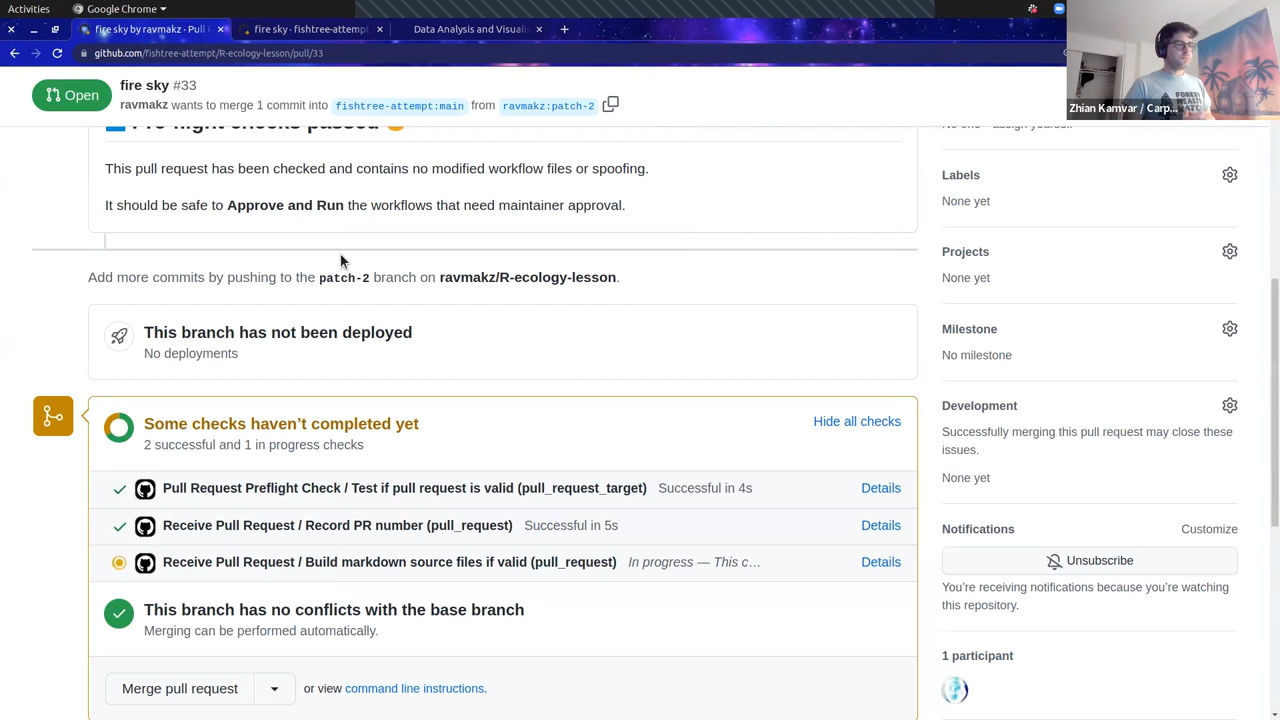 Activities
Google Chrome
fire sky by ravmakz · Pull
fire sky · fishtree-attemp
Data Analysis and Visualis
github.com/fishtree-attempt/R-ecology-lesson/pull/33
Open
fire sky #33
ravmakz wants to merge 1 commit into fishtree-attempt:main from ravmakz:patch-2
Zhian Kamvar / Carp...
Pre-flight checks passed
This pull request has been checked and contains no modified workflow files or spoofing.
It should be safe to Approve and Run the workflows that need maintainer approval.
Add more commits by pushing to the patch-2 branch on ravmakz/R-ecology-lesson.
This branch has not been deployed
No deployments
Some checks haven't completed yet
2 successful and 1 in progress checks
Hide all checks
Pull Request Preflight Check / Test if pull request is valid (pull_request_target) Successful in 4s Details
Receive Pull Request / Record PR number (pull_request) Successful in 5s Details
Receive Pull Request / Build markdown source files if valid (pull_request) In progress — This c… Details
This branch has no conflicts with the base branch
Merging can be performed automatically.
Merge pull request
or view command line instructions.
No one—assign yourself
Labels
None yet
Projects
None yet
Milestone
No milestone
Development
Successfully merging this pull request may close these
issues.
None yet
Notifications
Customize
Unsubscribe
You're receiving notifications because you're watching
this repository.
1 participant